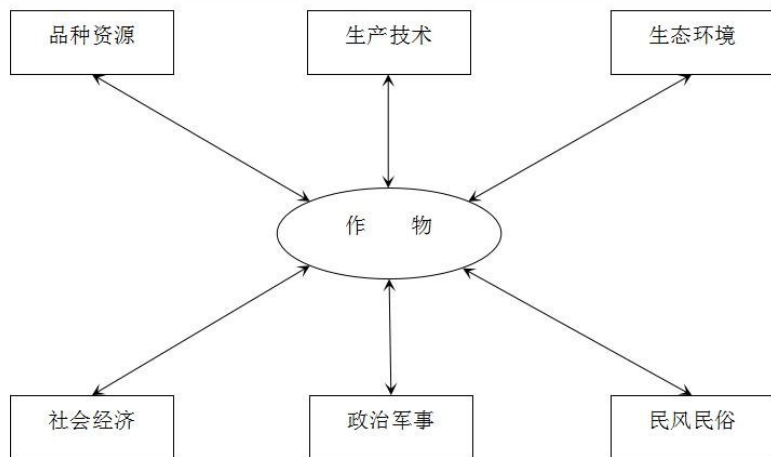 品种资源
生产技术
生态环境
作 物
社会经济
政治军事
民风民俗